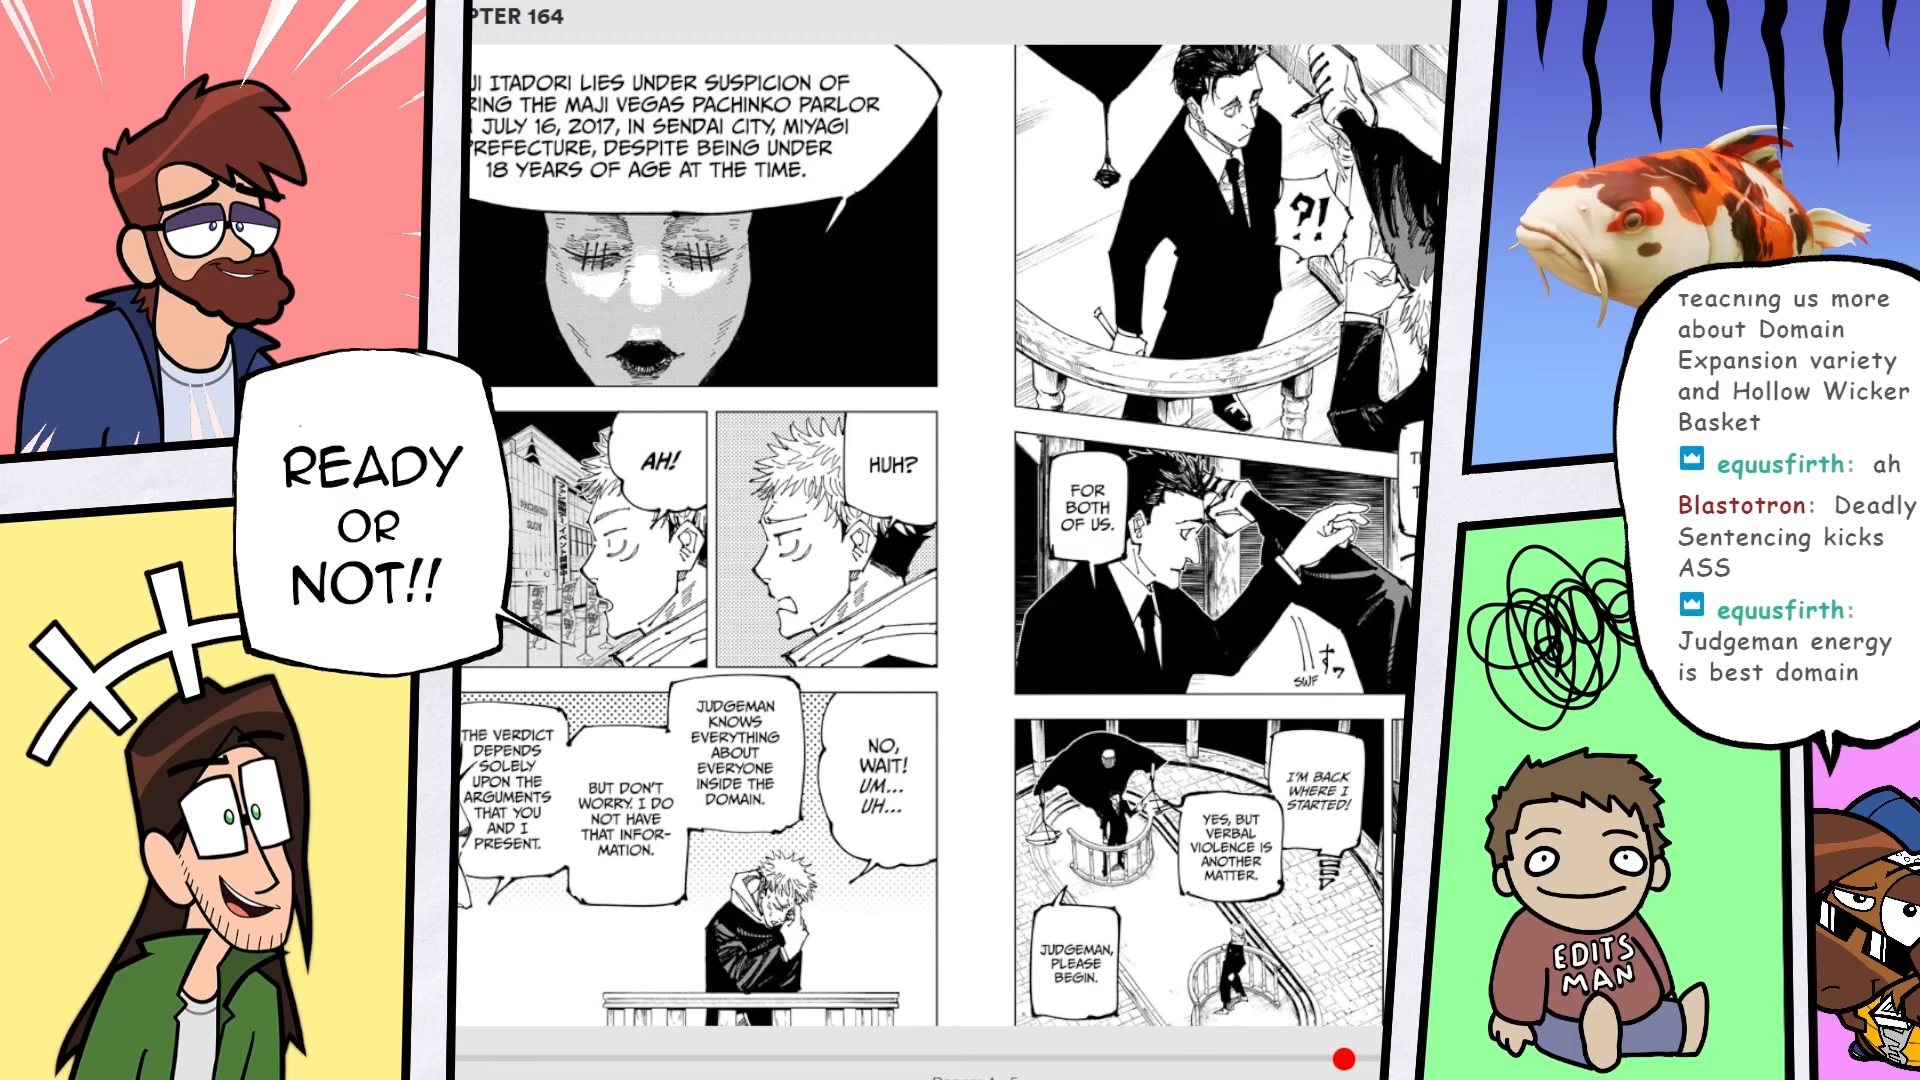 PTER 164
JI ITADORI LIES UNDER SUSPICION OF
RING THE MAJI VEGAS PACHINKO PARLOR
JULY 16, 2017, IN SENDAI CITY, MIYAGI
PREFECTURE, DESPITE BEING UNDER
18 YEARS OF AGE AT THE TIME.
?!
AH!
HUH?
PACHINKO
SLOT
FOR
BOTH
OF US.
SWF
THE VERDICT
DEPENDS
SOLELY
UPON THE
ARGUMENTS
THAT YOU
AND I
PRESENT.
BUT DON'T
WORRY. I DO
NOT HAVE
THAT INFOR-
MATION.
JUDGEMAN
KNOWS
EVERYTHING
ABOUT
EVERYONE
INSIDE THE
DOMAIN.
NO,
WAIT!
UM...
UH...
I'M BACK
WHERE I
STARTED!
YES, BUT
VERBAL
VIOLENCE IS
ANOTHER
MATTER.
JUDGEMAN,
PLEASE
BEGIN.
READY
OR
NOT!!
Teaching us more
about Domain
Expansion variety
and Hollow Wicker
Basket
equusfirth: ah
Blastotron: Deadly
Sentencing kicks
ASS
equusfirth:
Judgeman energy
is best domain
EDITS
MAN